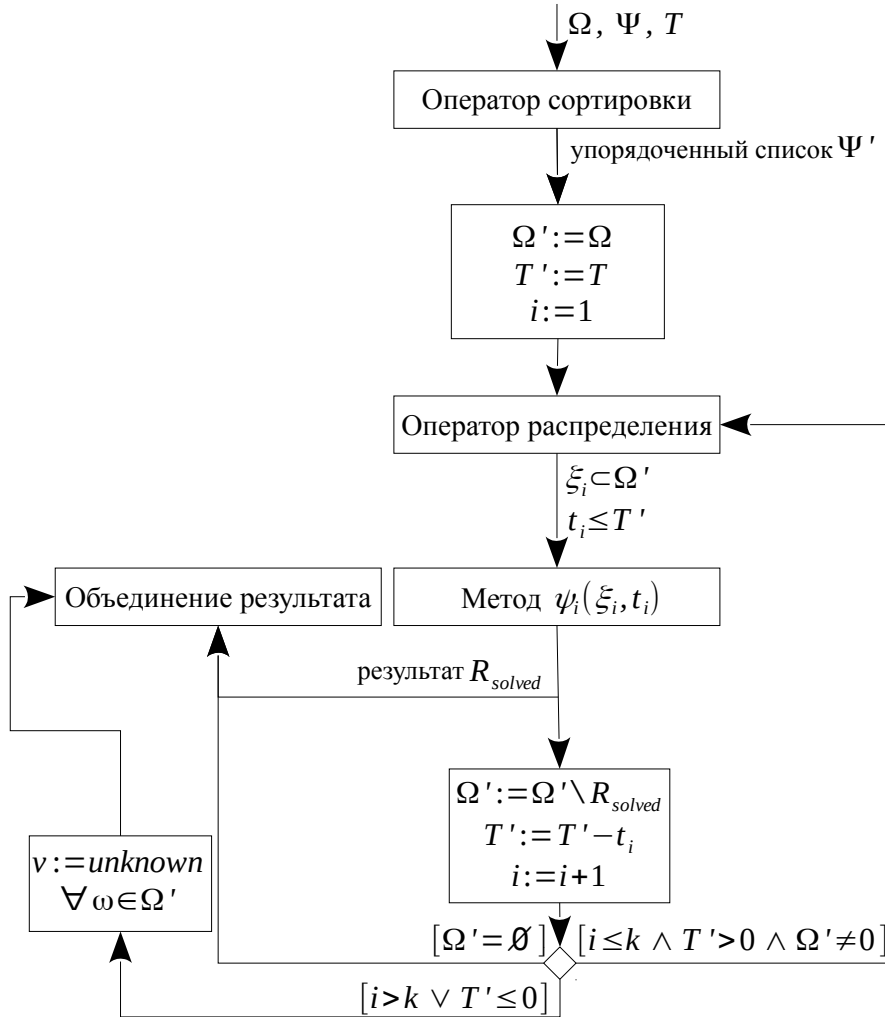 Ω, Ψ, T
Оператор сортировки
упорядоченный список Ψ'
Ω':=Ω
T':=T
i:=1
Оператор распределения
ξ_i⊂Ω'
t_i≤T'
Объединение результата
Метод ψ_i(ξ_i,t_i)
результат R_solved
Ω':=Ω'∖R_solved
T':=T'−t_i
i:=i+1
v:=unknown
∀ω∈Ω'
[Ω'=∅]
[i≤k ∧ T'>0 ∧ Ω'≠0]
[i>k ∨ T'≤0]